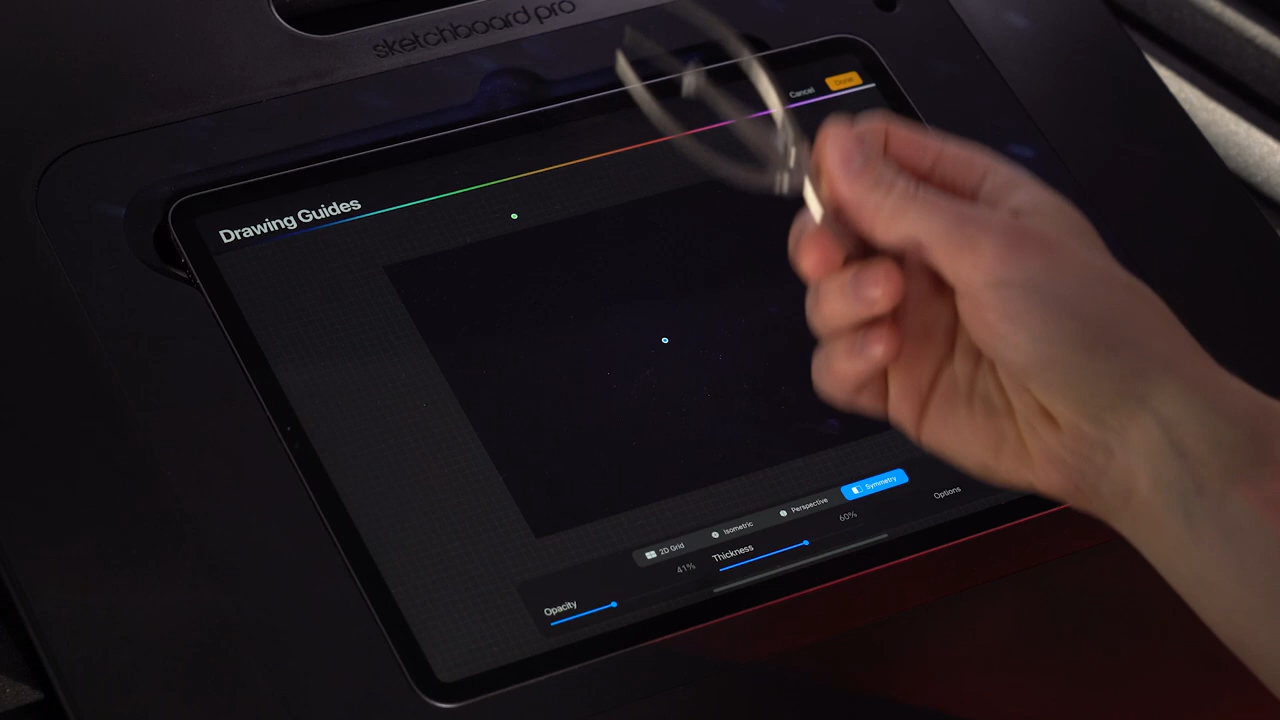 sketchboard pro
Cancel
Done
Drawing Guides
2D Grid
Isometric
Perspective
Symmetry
Opacity
41%
Thickness
60%
Options